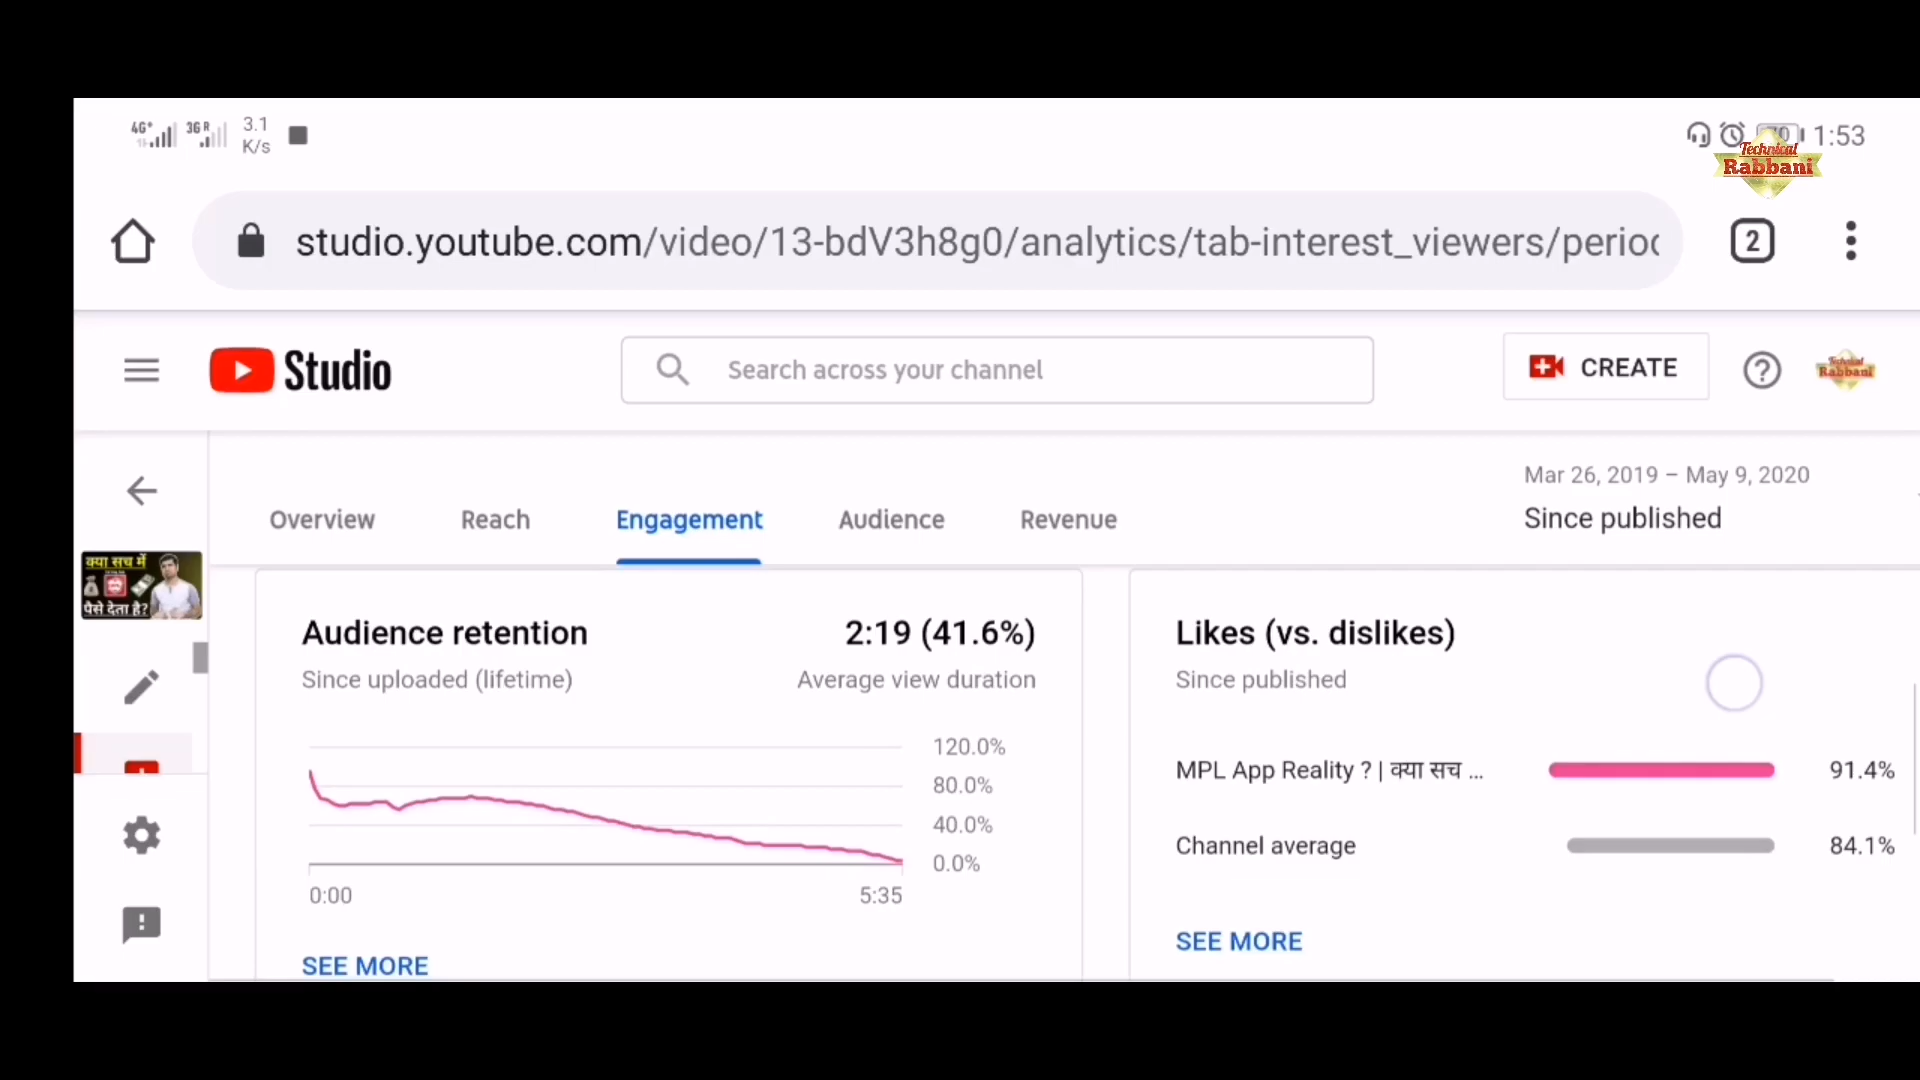 4G+ 3G R 3.1 K/s
1:53
Technical
Rabbani
studio.youtube.com/video/13-bdV3h8g0/analytics/tab-interest_viewers/perio
2
Studio
Search across your channel
CREATE
Technical
Rabbani
Mar 26, 2019 – May 9, 2020
Since published
Overview Reach Engagement Audience Revenue
क्या सच में
पैसे देता है?
Audience retention 2:19 (41.6%)
Since uploaded (lifetime) Average view duration
120.0%
80.0%
40.0%
0.0%
0:00 5:35
SEE MORE
Likes (vs. dislikes)
Since published
MPL App Reality ? | क्या सच ... 91.4%
Channel average 84.1%
SEE MORE